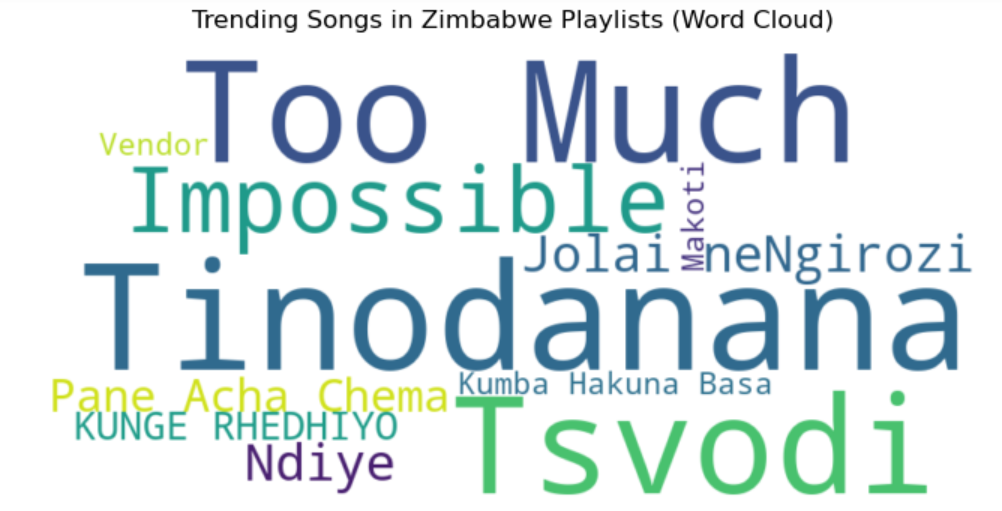 Trending Songs in Zimbabwe Playlists (Word Cloud)
Too Much
Vendor
Impossible
Makoti
Jolai neNgirozi
Tinodanana
Pane Acha Chema
Kumba Hakuna Basa
KUNGE RHEDHIYO
Tsvodi
Ndiye